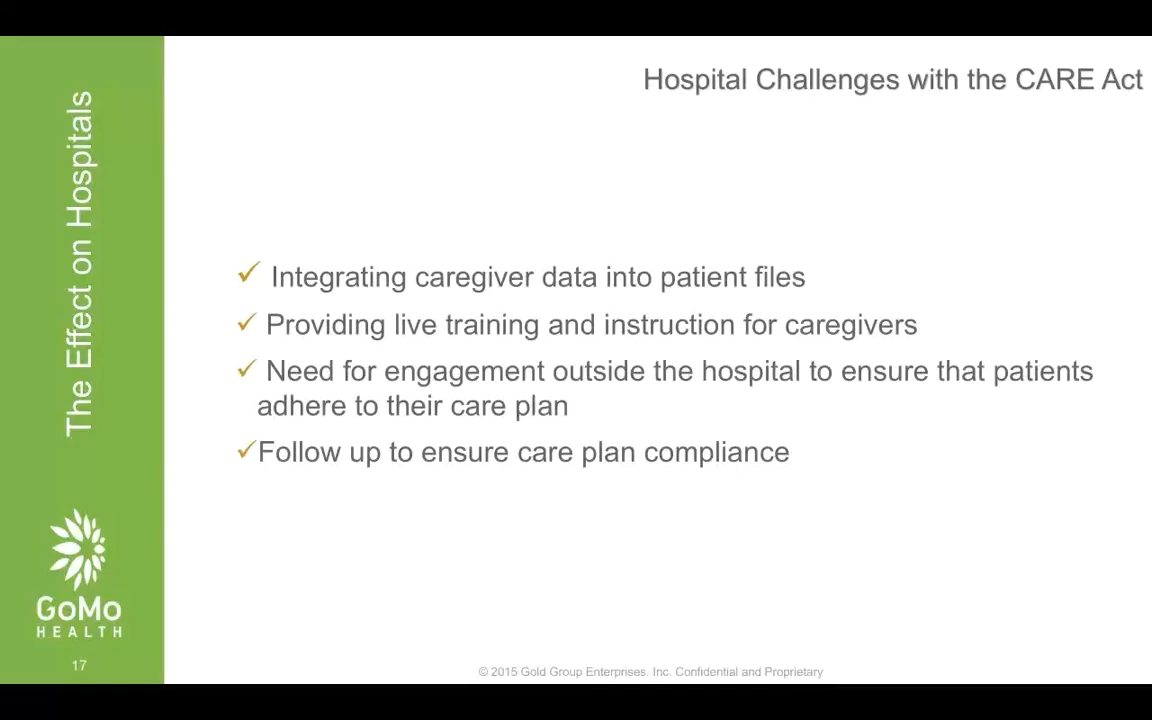 The Effect on Hospitals
Hospital Challenges with the CARE Act
✓ Integrating caregiver data into patient files
✓ Providing live training and instruction for caregivers
✓ Need for engagement outside the hospital to ensure that patients
adhere to their care plan
✓Follow up to ensure care plan compliance
GoMo
HEALTH
17
© 2015 Gold Group Enterprises. Inc. Confidential and Proprietary